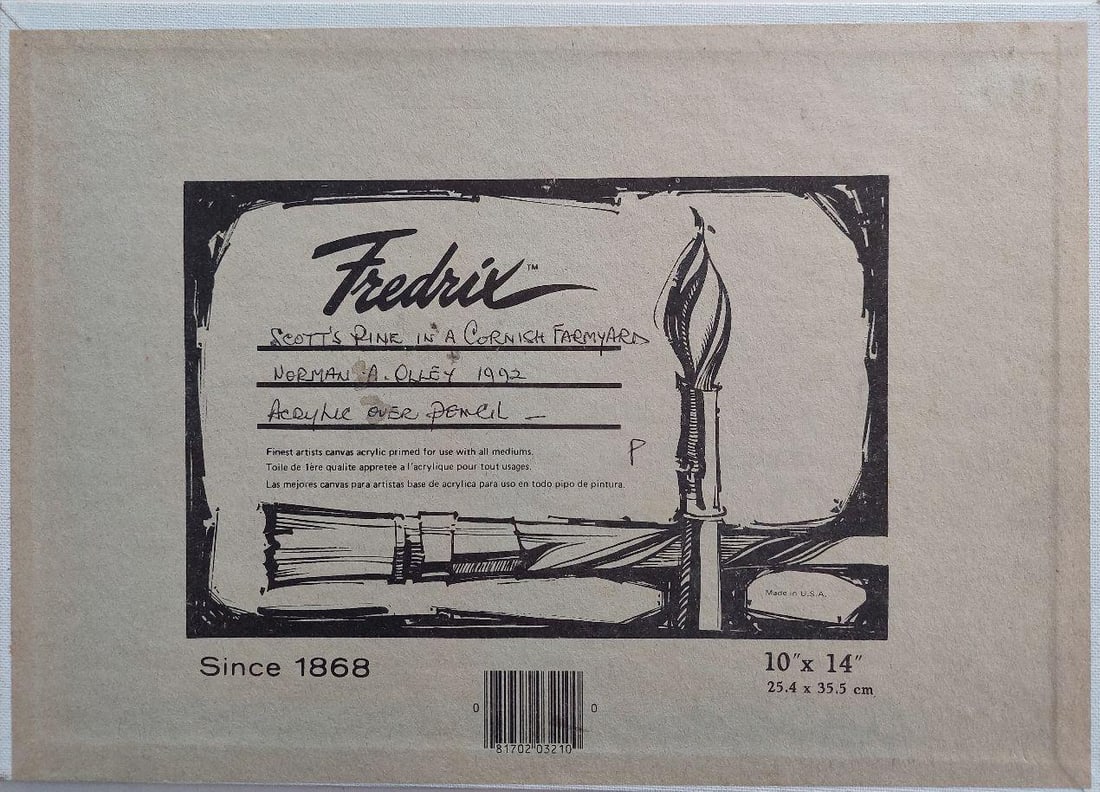 Fredrix™
SCOTT'S PINE IN A CORNISH FARMYARD
NORMAN A. OLLEY 1992
ACRYLIC OVER PENCIL –
Finest artists canvas acrylic primed for use with all mediums.
Toile de 1ère qualite appretee a l'acrylique pour tout usages.
Las mejores canvas para artistas base de acrylica para uso en todo pipo de pintura.
P
Made in U.S.A.
Since 1868
10"x 14"
25.4 x 35.5 cm
0 81702 03210 0